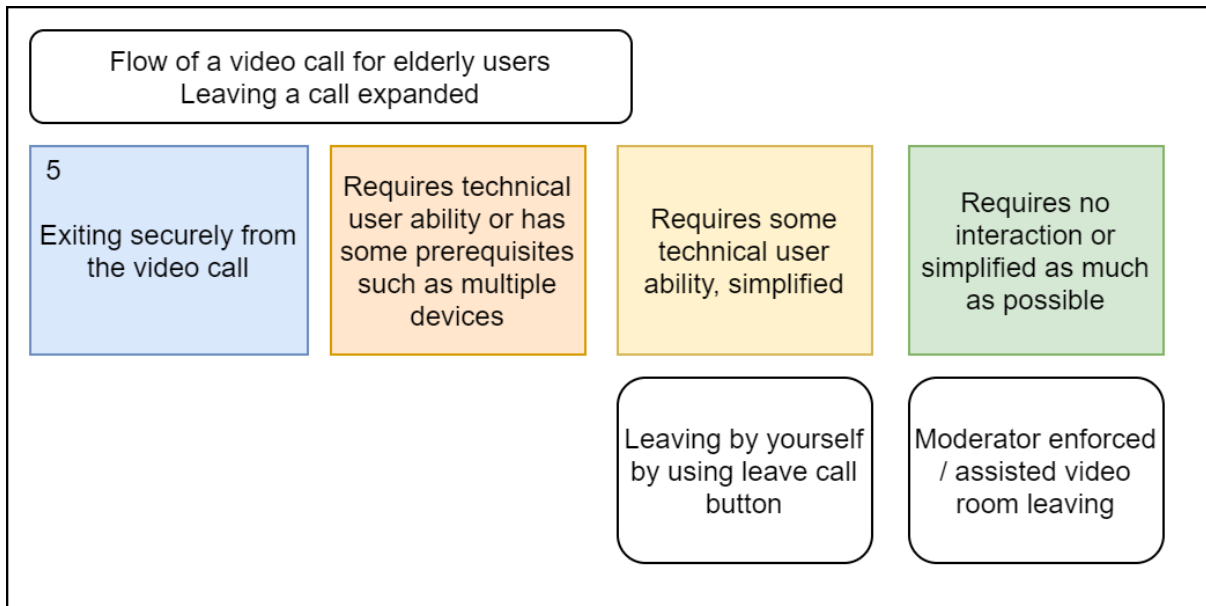 Flow of a video call for elderly users
Leaving a call expanded
5
Exiting securely from
the video call
Requires technical
user ability or has
some prerequisites
such as multiple
devices
Requires some
technical user
ability, simplified
Requires no
interaction or
simplified as much
as possible
Leaving by yourself
by using leave call
button
Moderator enforced
/ assisted video
room leaving